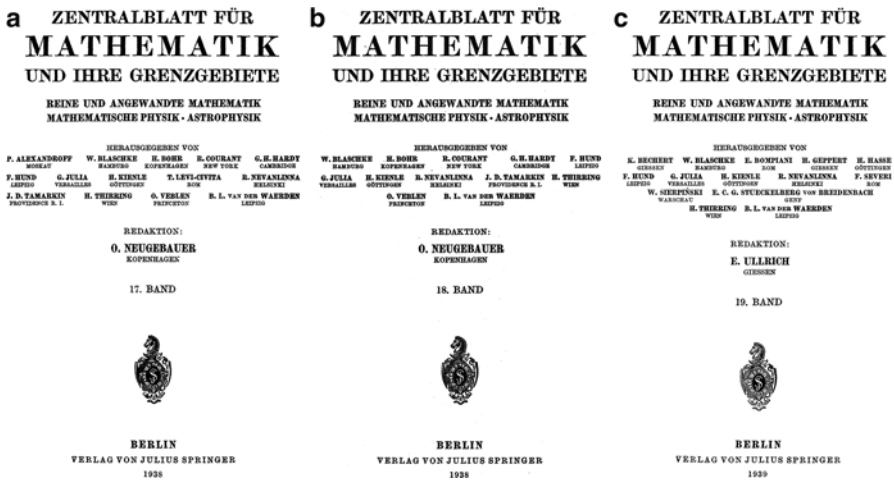 a
ZENTRALBLATT FÜR
MATHEMATIK
UND IHRE GRENZGEBIETE
REINE UND ANGEWANDTE MATHEMATIK
MATHEMATISCHE PHYSIK · ASTROPHYSIK
HERAUSGEGEBEN VON
P. ALEXANDROFF W. BLASCHKE H. BOHR R. COURANT G. H. HARDY
MOSKAU HAMBURG KOPENHAGEN NEW YORK CAMBRIDGE
F. HUND G. JULIA H. KIENLE T. LEVI-CIVITA R. NEVANLINNA
LEIPZIG VERSAILLES GÖTTINGEN ROM HELSINKI
J. D. TAMARKIN H. THIRRING O. VEBLEN B. L. VAN DER WAERDEN
PROVIDENCE R. I. WIEN PRINCETON LEIPZIG
REDAKTION:
O. NEUGEBAUER
KOPENHAGEN
17. BAND
BERLIN
VERLAG VON JULIUS SPRINGER
1938
b
ZENTRALBLATT FÜR
MATHEMATIK
UND IHRE GRENZGEBIETE
REINE UND ANGEWANDTE MATHEMATIK
MATHEMATISCHE PHYSIK · ASTROPHYSIK
HERAUSGEGEBEN VON
W. BLASCHKE H. BOHR R. COURANT G. H. HARDY F. HUND
HAMBURG KOPENHAGEN NEW YORK CAMBRIDGE LEIPZIG
G. JULIA H. KIENLE R. NEVANLINNA J. D. TAMARKIN H. THIRRING
VERSAILLES GÖTTINGEN HELSINKI PROVIDENCE R. I. WIEN
O. VEBLEN B. L. VAN DER WAERDEN
PRINCETON LEIPZIG
REDAKTION:
O. NEUGEBAUER
KOPENHAGEN
18. BAND
BERLIN
VERLAG VON JULIUS SPRINGER
1938
c
ZENTRALBLATT FÜR
MATHEMATIK
UND IHRE GRENZGEBIETE
REINE UND ANGEWANDTE MATHEMATIK
MATHEMATISCHE PHYSIK · ASTROPHYSIK
HERAUSGEGEBEN VON
K. BECHERT W. BLASCHKE E. BOMPIANI H. GEPPERT H. HASSE
GIESSEN HAMBURG ROM GIESSEN GÖTTINGEN
F. HUND G. JULIA H. KIENLE R. NEVANLINNA F. SEVERI
LEIPZIG VERSAILLES GÖTTINGEN HELSINKI ROM
W. SIERPIŃSKI E. C. G. STUECKELBERG VON BREIDENBACH
WARSCHAU GENF
H. THIRRING B. L. VAN DER WAERDEN
WIEN LEIPZIG
REDAKTION:
E. ULLRICH
GIESSEN
19. BAND
BERLIN
VERLAG VON JULIUS SPRINGER
1939